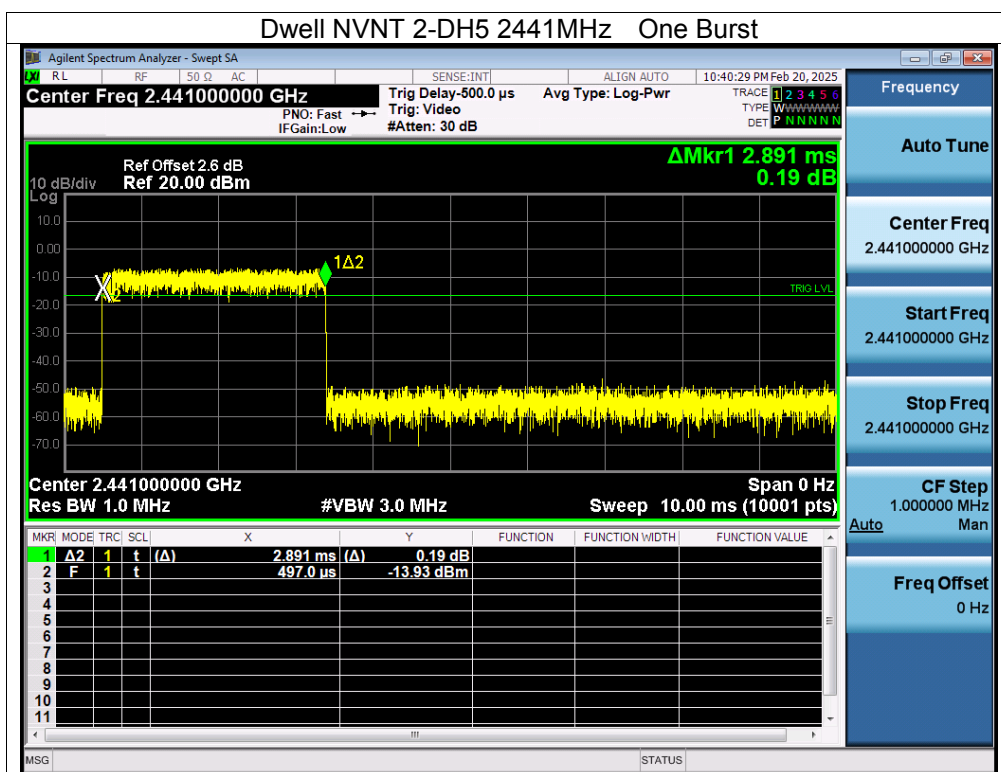 Dwell NVNT 2-DH5 2441MHz One Burst
Agilent Spectrum Analyzer - Swept SA
LXI RL RF 50 Ω AC SENSE:INT ALIGN AUTO 10:40:29 PM Feb 20, 2025
Center Freq 2.441000000 GHz Trig Delay-500.0 µs Avg Type: Log-Pwr TRACE 1 2 3 4 5 6
PNO: Fast Trig: Video TYPE WWWWWW
IFGain:Low #Atten: 30 dB DET P N N N N N
Frequency
Auto Tune
Center Freq
2.441000000 GHz
Start Freq
2.441000000 GHz
Stop Freq
2.441000000 GHz
CF Step
1.000000 MHz
Auto Man
Freq Offset
0 Hz
ΔMkr1 2.891 ms
0.19 dB
Ref Offset 2.6 dB
10 dB/div Ref 20.00 dBm
Log
10.0
0.00
-10.0
-20.0
-30.0
-40.0
-50.0
-60.0
-70.0
1Δ2
X2
TRIG LVL
Center 2.441000000 GHz Span 0 Hz
Res BW 1.0 MHz #VBW 3.0 MHz Sweep 10.00 ms (10001 pts)
MKR MODE TRC SCL X Y FUNCTION FUNCTION WIDTH FUNCTION VALUE
1 Δ2 1 t (Δ) 2.891 ms (Δ) 0.19 dB
2 F 1 t 497.0 µs -13.93 dBm
3
4
5
6
7
8
9
10
11
MSG STATUS